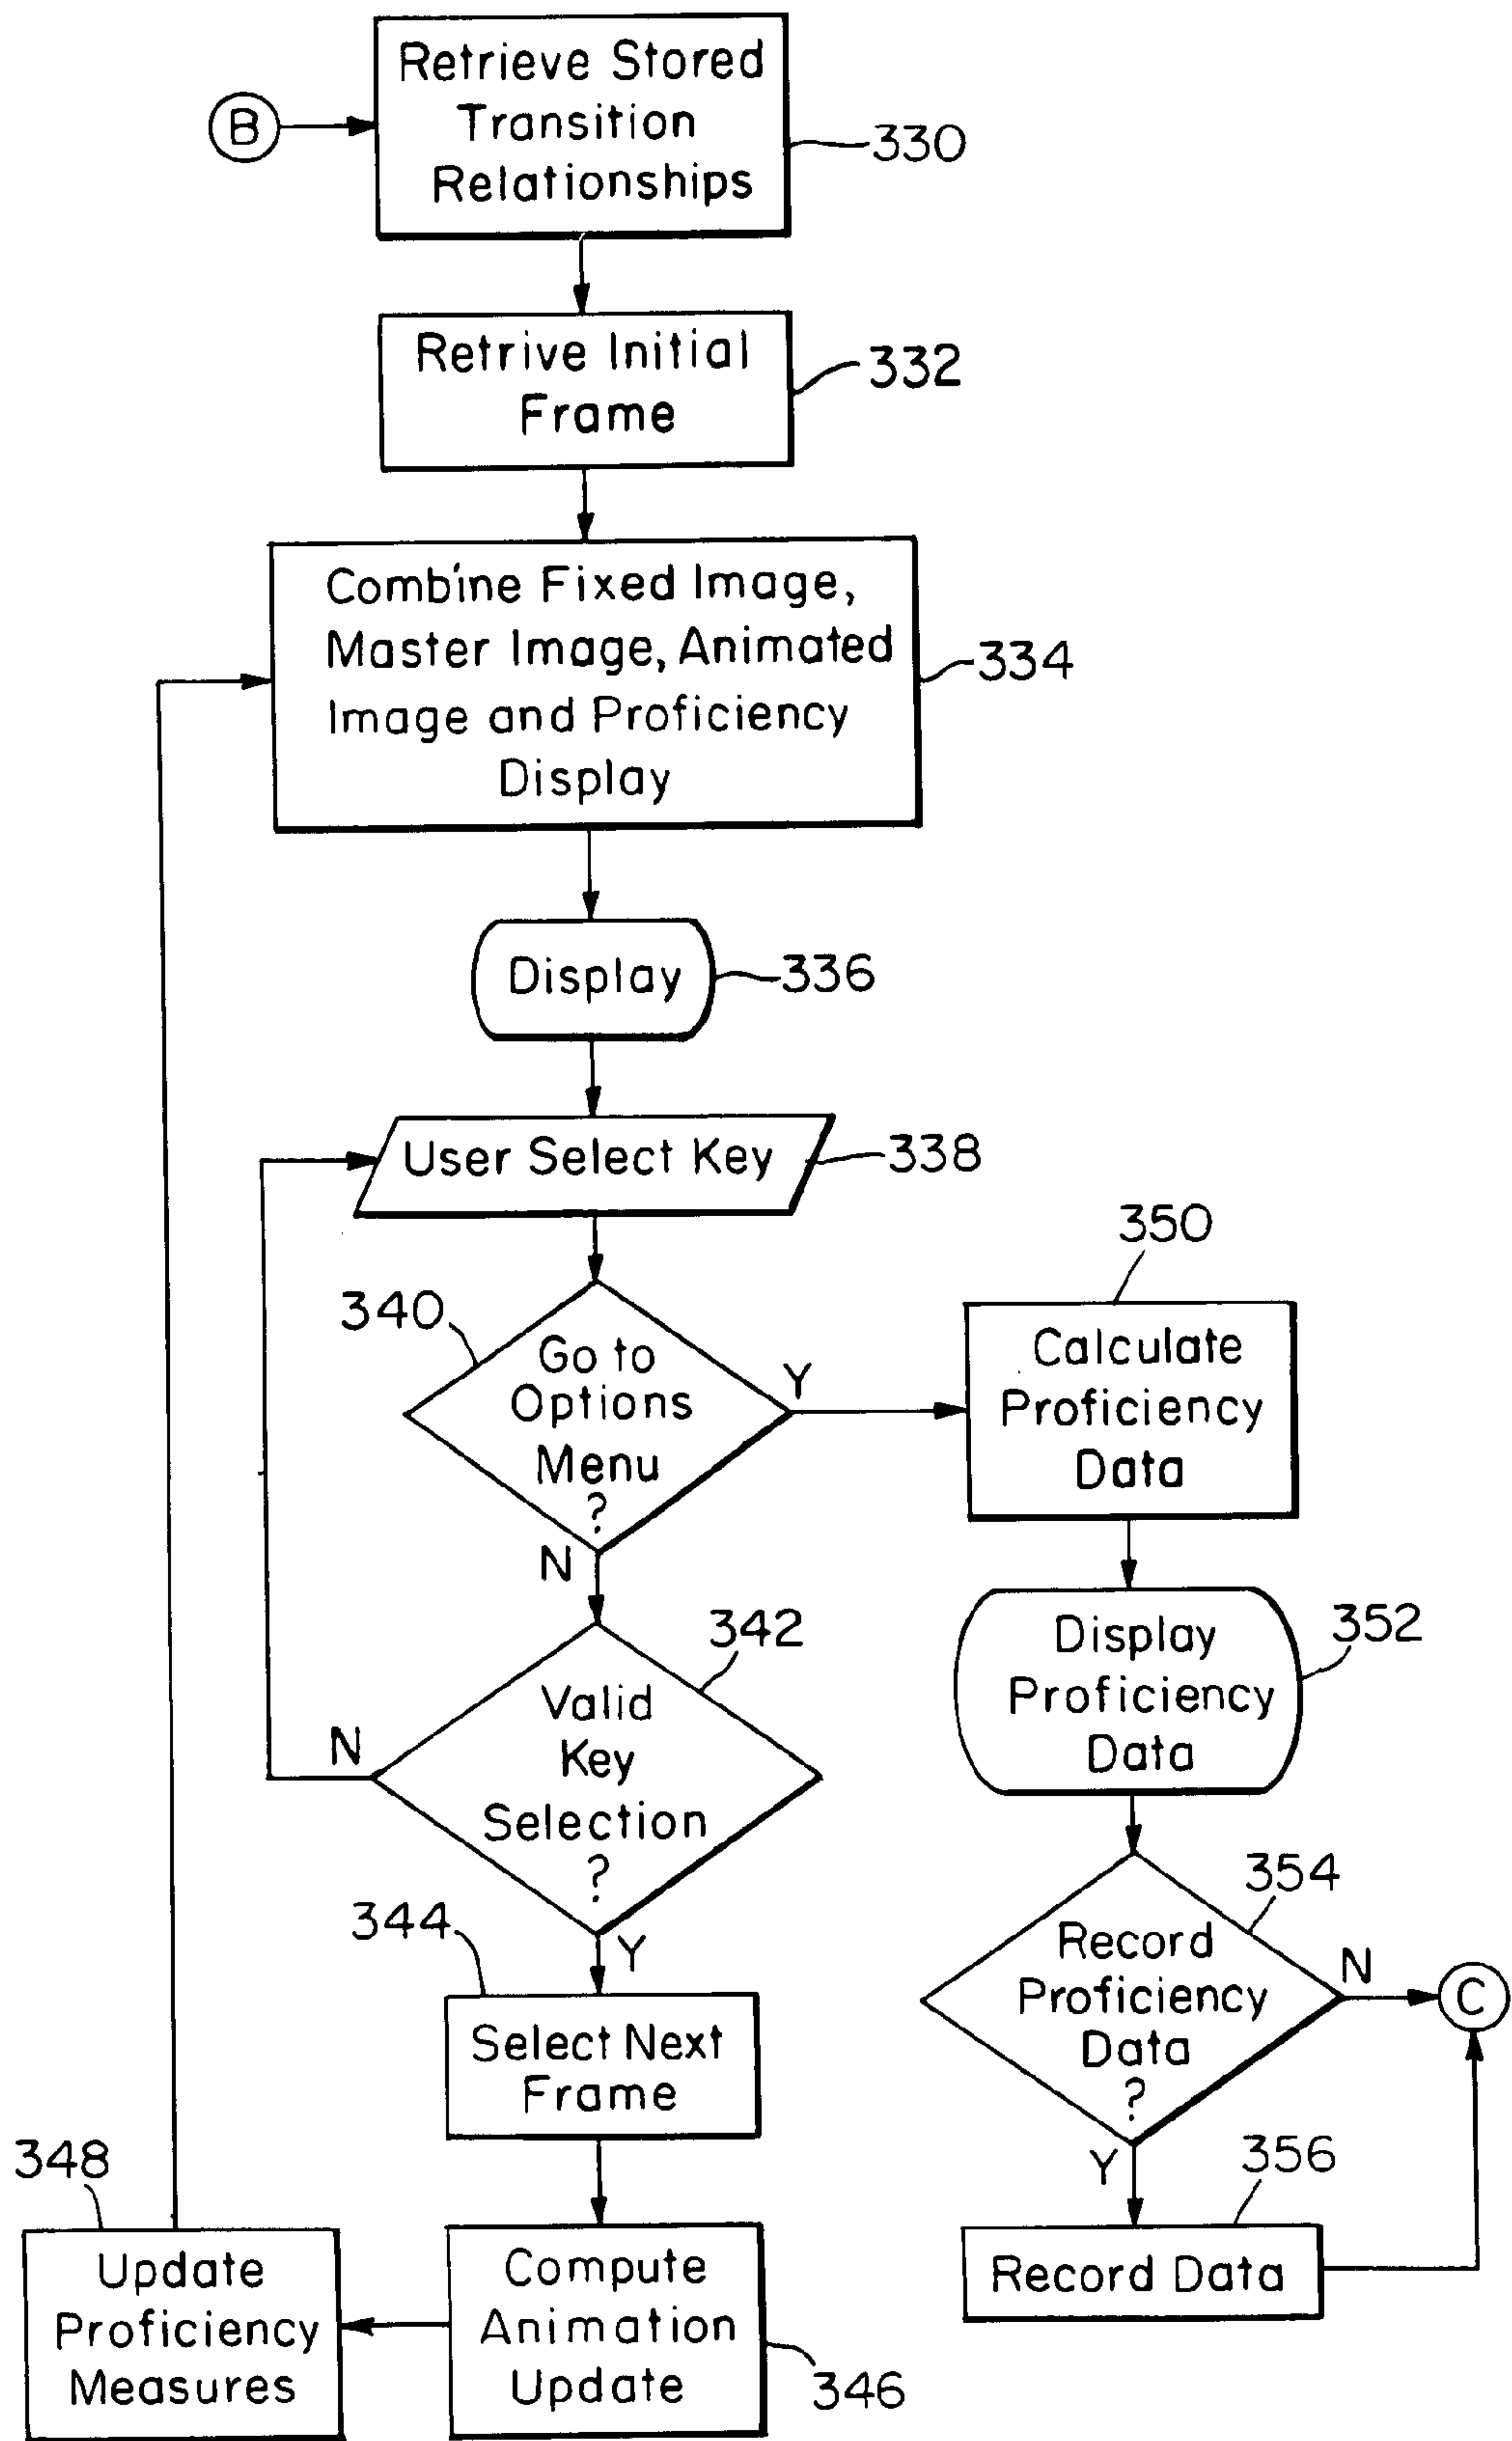 Retrieve Stored
Transition
Relationships
B
330
Retrive Initial
Frame
332
Combine Fixed Image,
Master Image, Animated
Image and Proficiency
Display
334
Display
336
User Select Key
338
340
Go to
Options
Menu
?
Y
N
350
Calculate
Proficiency
Data
342
Valid
Key
Selection
?
N
Y
Display
Proficiency
Data
352
344
Select Next
Frame
354
Record
Proficiency
Data
?
N
C
Y
348
Update
Proficiency
Measures
Compute
Animation
Update
346
356
Record Data